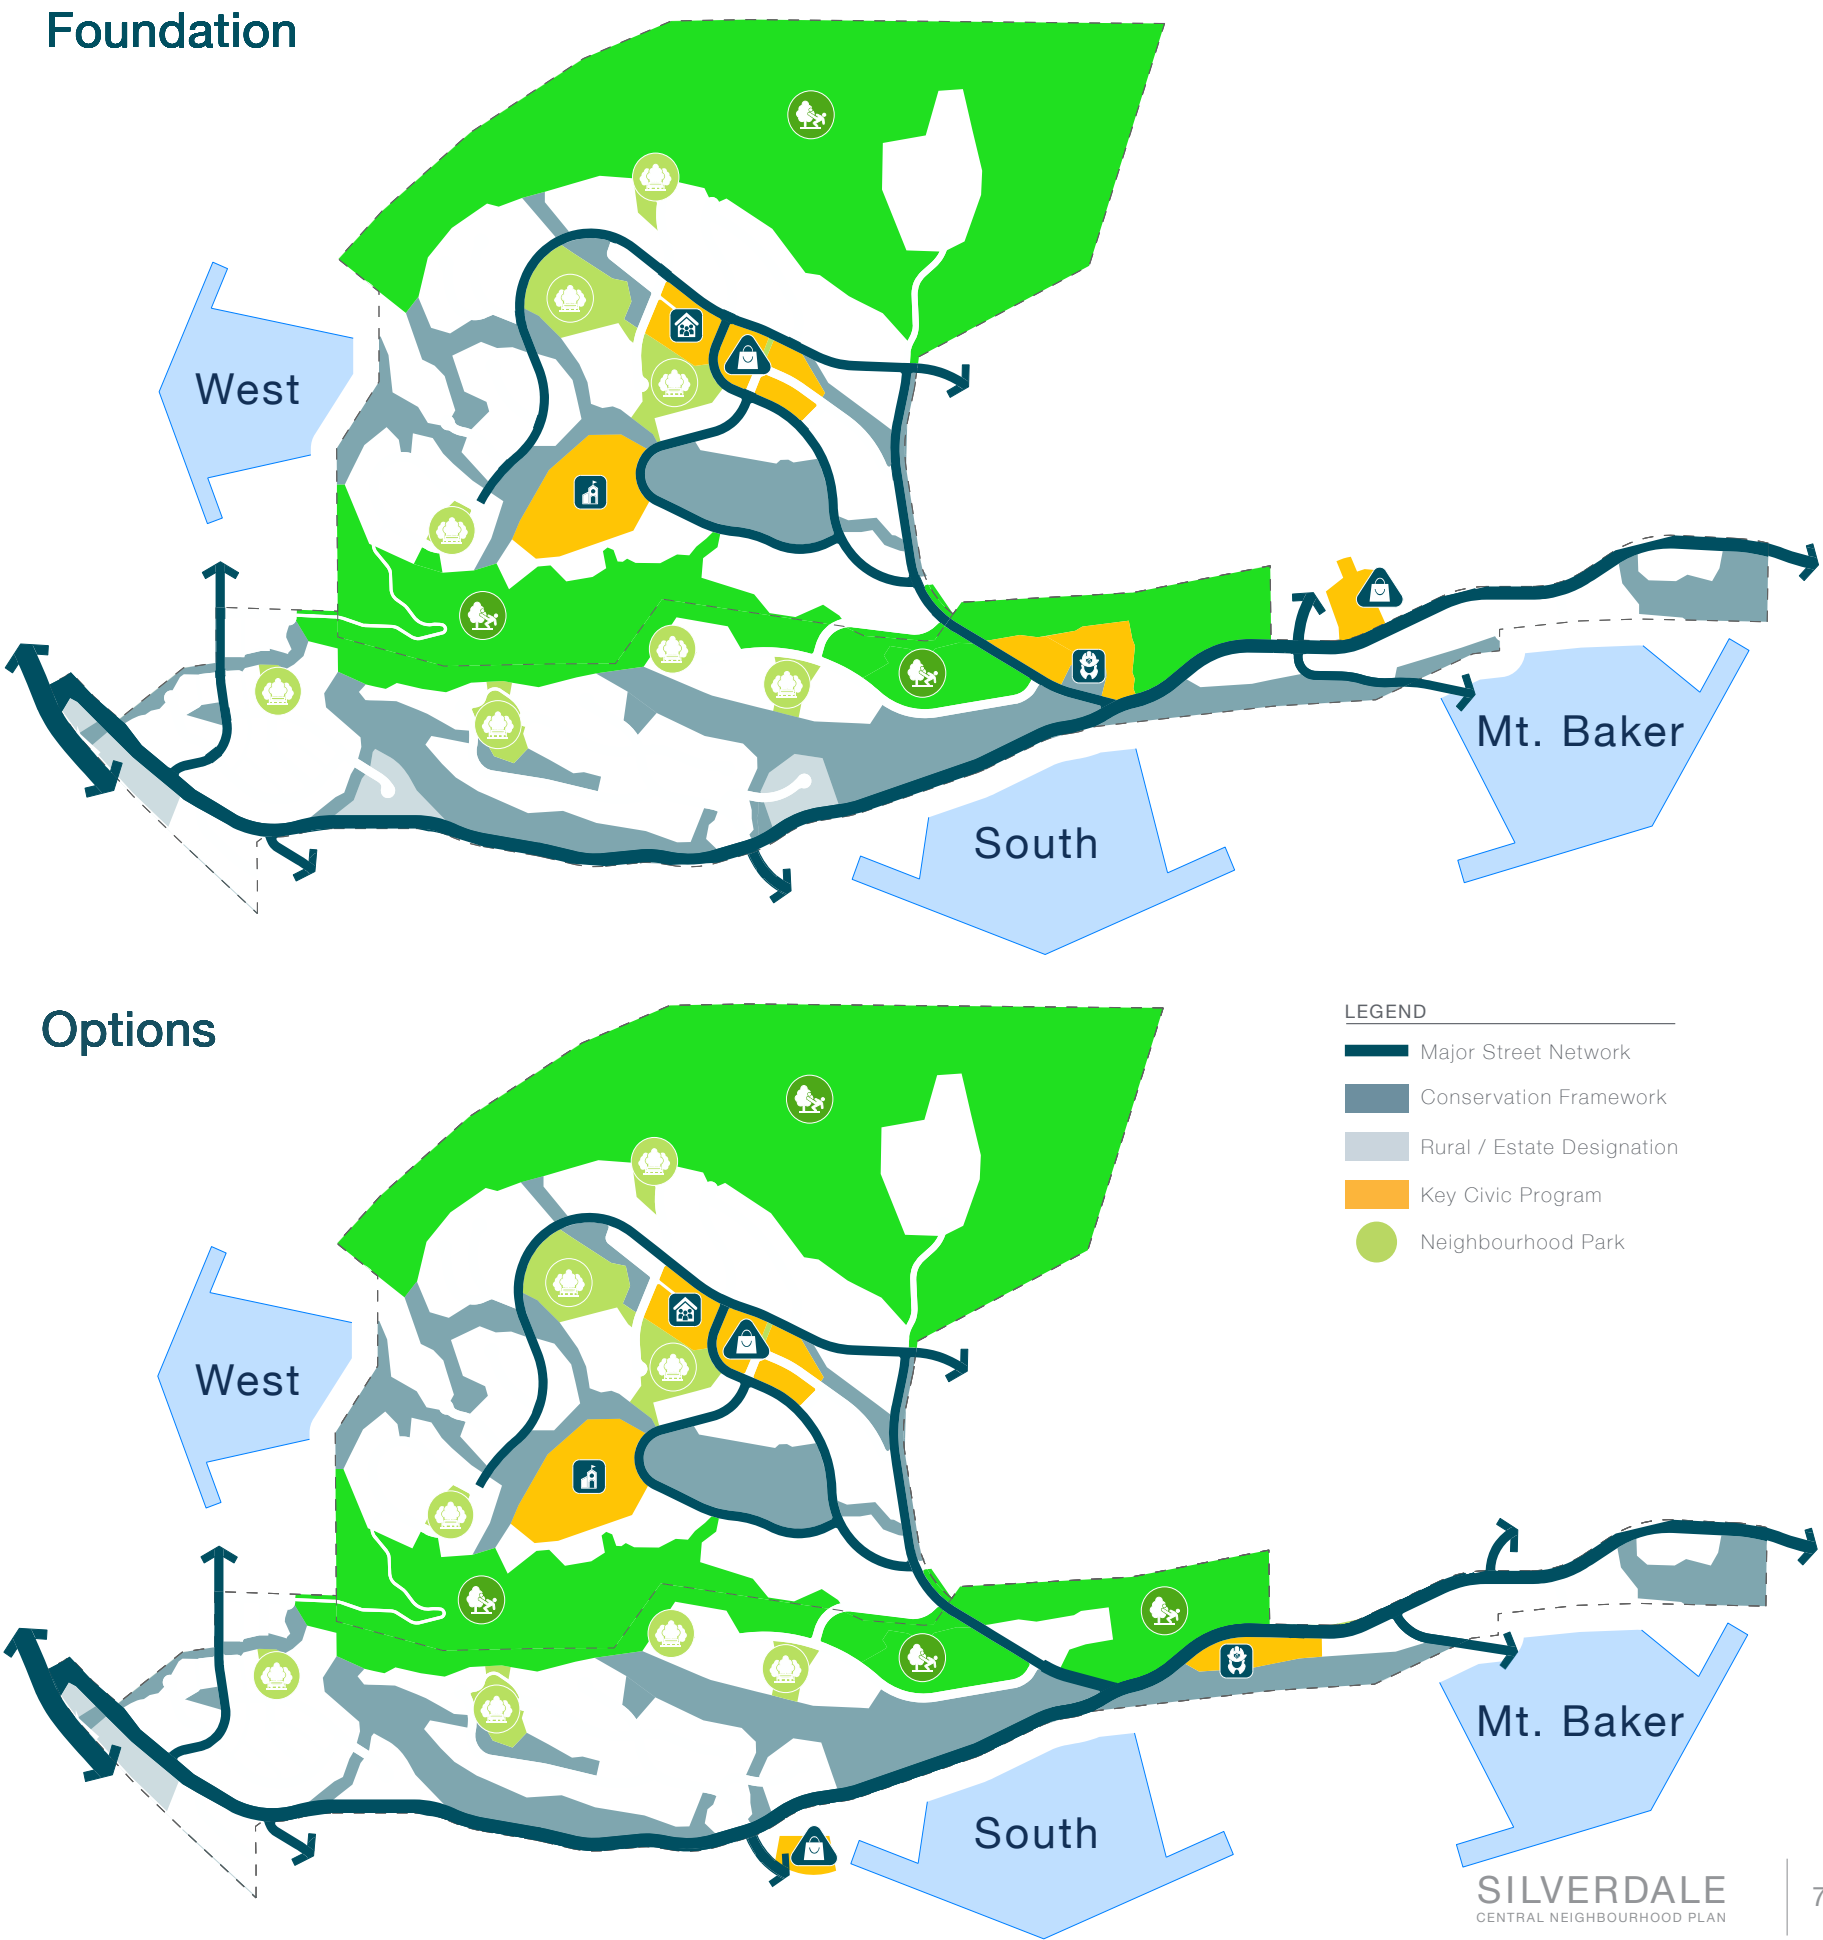 Foundation
West
Mt. Baker
South
Options
LEGEND
Major Street Network
Conservation Framework
Rural / Estate Designation
Key Civic Program
Neighbourhood Park
West
Mt. Baker
South
SILVERDALE
CENTRAL NEIGHBOURHOOD PLAN
7